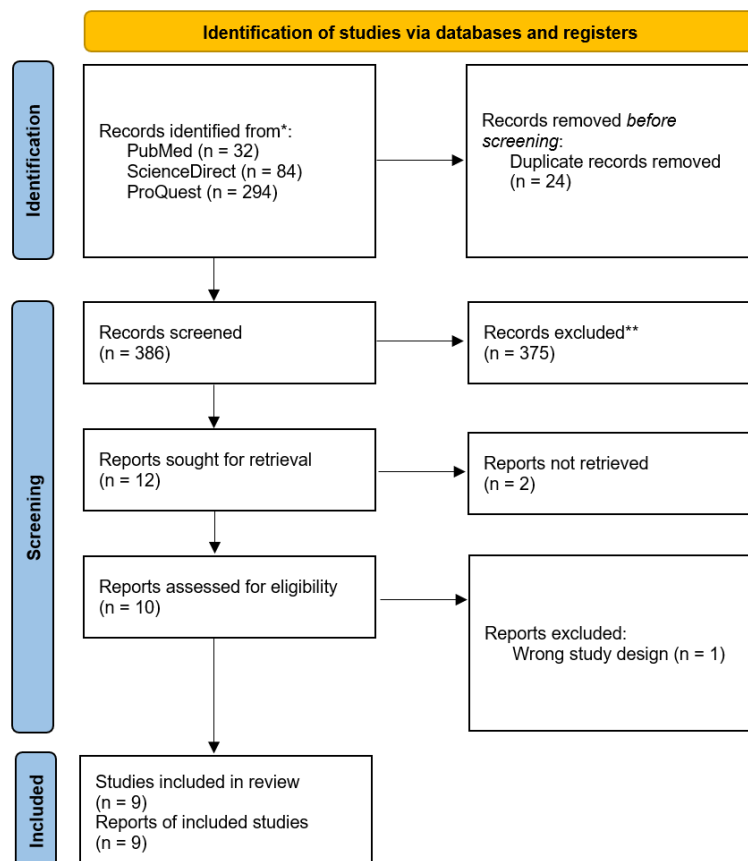 Identification of studies via databases and registers
Identification
Records identified from*:
PubMed (n = 32)
ScienceDirect (n = 84)
ProQuest (n = 294)
Records removed before
screening:
Duplicate records removed
(n = 24)
Screening
Records screened
(n = 386)
Records excluded**
(n = 375)
Reports sought for retrieval
(n = 12)
Reports not retrieved
(n = 2)
Reports assessed for eligibility
(n = 10)
Reports excluded:
Wrong study design (n = 1)
Included
Studies included in review
(n = 9)
Reports of included studies
(n = 9)